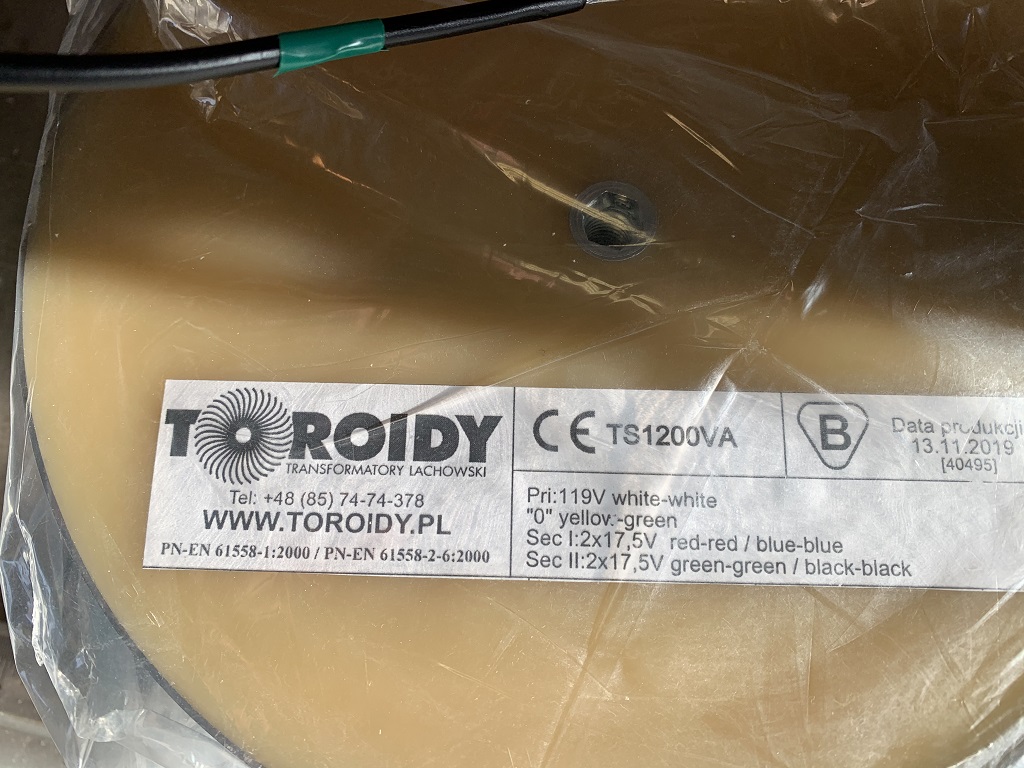 TOROIDY
TRANSFORMATORY LACHOWSKI
Tel: +48 (85) 74-74-378
WWW.TOROIDY.PL
PN-EN 61558-1:2000 / PN-EN 61558-2-6:2000
CE TS1200VA
B
Data produkcji
13.11.2019
[40495]
Pri:119V white-white
"0" yellow-green
Sec I:2x17,5V red-red / blue-blue
Sec II:2x17,5V green-green / black-black